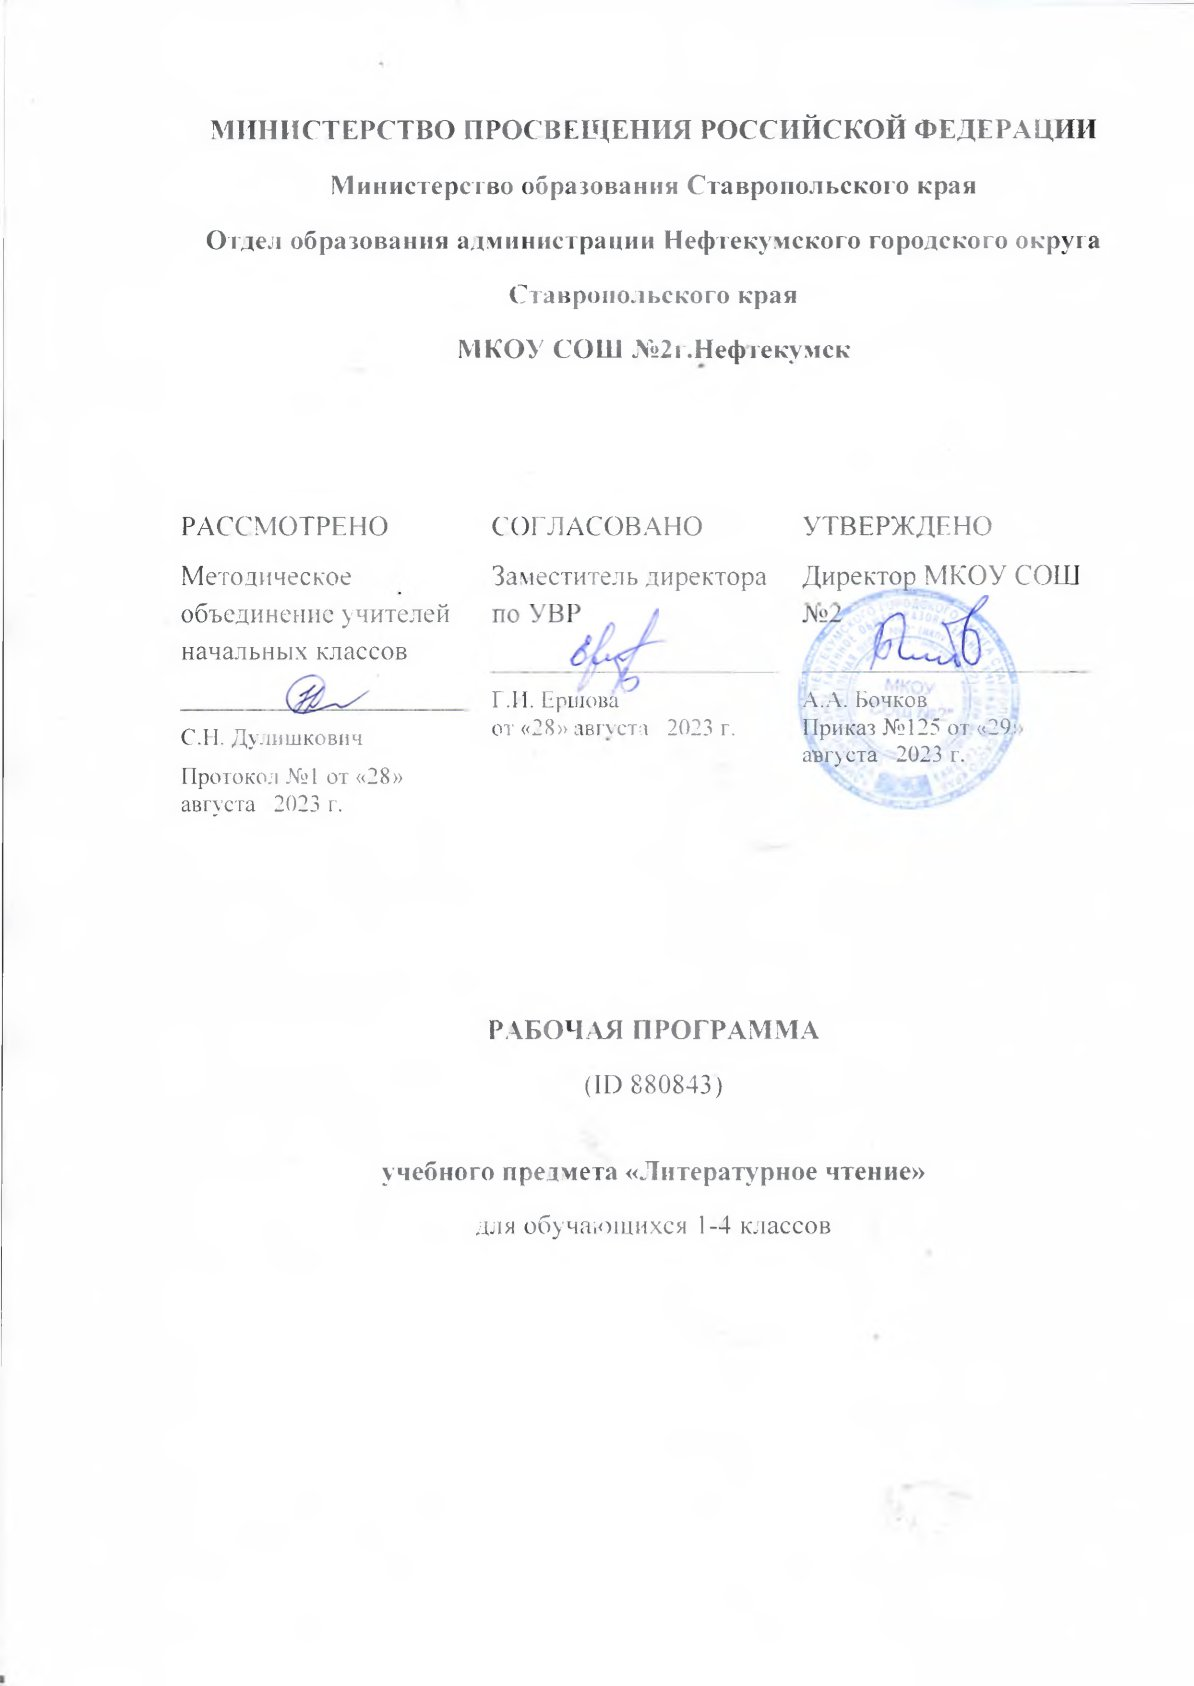 МИНИСТЕРСТВО ПРОСВЕЩЕНИЯ РОССИЙСКОЙ ФЕДЕРАЦИИ
Министерство образования Ставропольского края
Отдел образования администрации Нефтекумского городского округа
Ставропольского края
МКОУ СОШ №2г.Нефтекумск
РАССМОТРЕНО
Методическое
объединение учителей
начальных классов
С.Н. Дулишкович
Протокол №1 от «28»
августа 2023 г.
СОГЛАСОВАНО
Заместитель директора
по УВР
Г.И. Ершова
от «28» августа 2023 г.
УТВЕРЖДЕНО
Директор МКОУ СОШ
№2
А.А. Бочков
Приказ №125 от «29»
августа 2023 г.
МКОУ
РАБОЧАЯ ПРОГРАММА
(ID 880843)
учебного предмета «Литературное чтение»
для обучающихся 1-4 классов